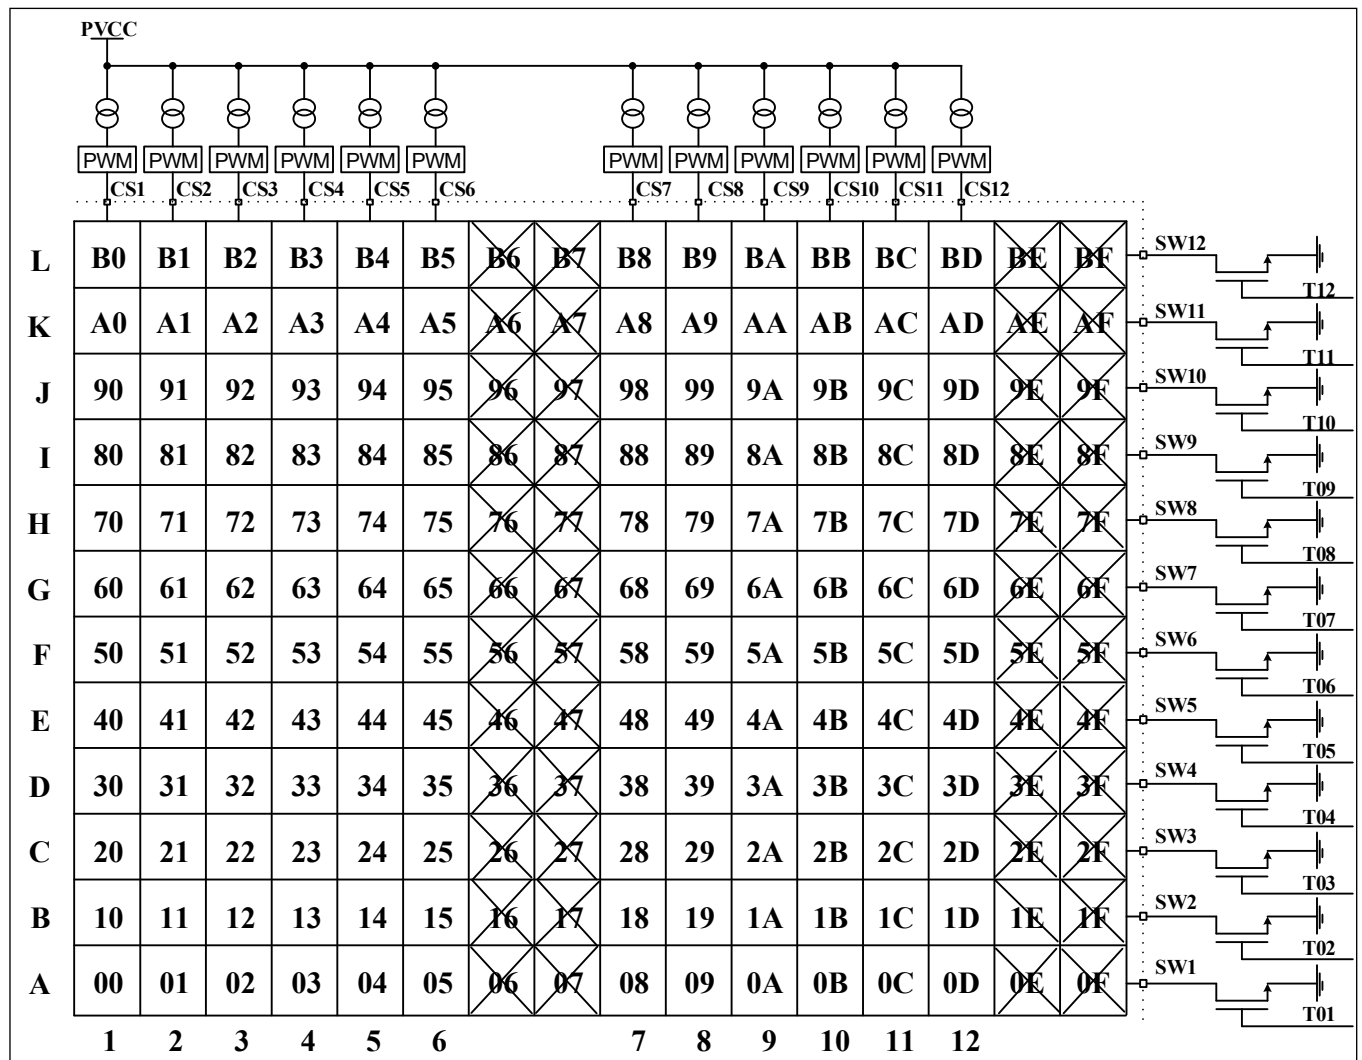 PVCC
PWM PWM PWM PWM PWM PWM PWM PWM PWM PWM PWM PWM
CS1 CS2 CS3 CS4 CS5 CS6 CS7 CS8 CS9 CS10 CS11 CS12
L B0 B1 B2 B3 B4 B5 B6 B7 B8 B9 BA BB BC BD BE BF SW12
T12
K A0 A1 A2 A3 A4 A5 A6 A7 A8 A9 AA AB AC AD AE AF SW11
T11
J 90 91 92 93 94 95 96 97 98 99 9A 9B 9C 9D 9E 9F SW10
T10
I 80 81 82 83 84 85 86 87 88 89 8A 8B 8C 8D 8E 8F SW9
T09
H 70 71 72 73 74 75 76 77 78 79 7A 7B 7C 7D 7E 7F SW8
T08
G 60 61 62 63 64 65 66 67 68 69 6A 6B 6C 6D 6E 6F SW7
T07
F 50 51 52 53 54 55 56 57 58 59 5A 5B 5C 5D 5E 5F SW6
T06
E 40 41 42 43 44 45 46 47 48 49 4A 4B 4C 4D 4E 4F SW5
T05
D 30 31 32 33 34 35 36 37 38 39 3A 3B 3C 3D 3E 3F SW4
T04
C 20 21 22 23 24 25 26 27 28 29 2A 2B 2C 2D 2E 2F SW3
T03
B 10 11 12 13 14 15 16 17 18 19 1A 1B 1C 1D 1E 1F SW2
T02
A 00 01 02 03 04 05 06 07 08 09 0A 0B 0C 0D 0E 0F SW1
T01
1 2 3 4 5 6 7 8 9 10 11 12